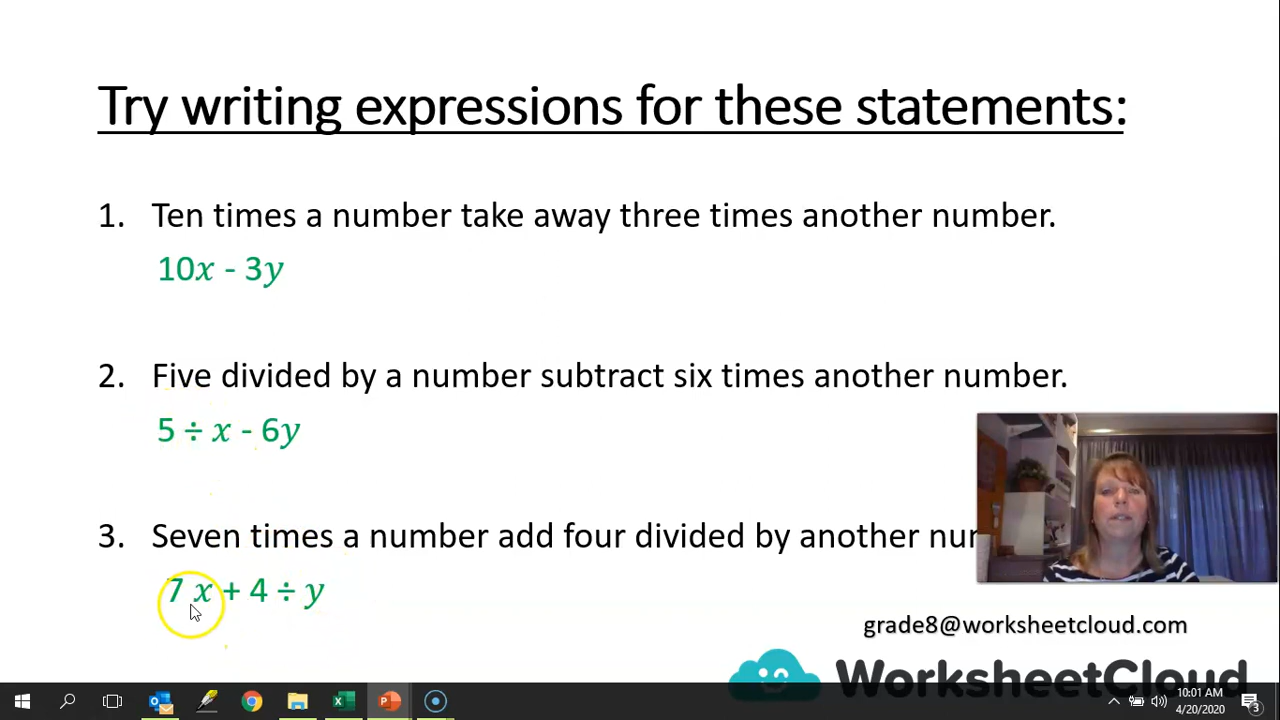 Try writing expressions for these statements:
1. Ten times a number take away three times another number.
10x - 3y
2. Five divided by a number subtract six times another number.
5 ÷ x - 6y
3. Seven times a number add four divided by another
7 x + 4 ÷ y
grade8@worksheetcloud.com
WorksheetCloud
10:01 AM
4/20/2020
3